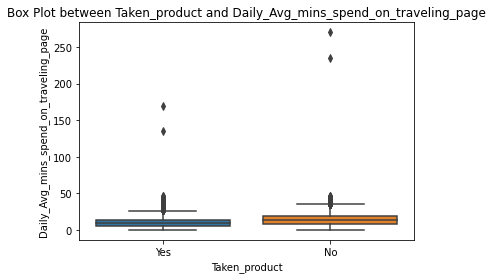 Box Plot between Taken_product and Daily_Avg_mins_spend_on_traveling_page
Daily_Avg_mins_spend_on_traveling_page
250
200
150
100
50
0
Yes No
Taken_product